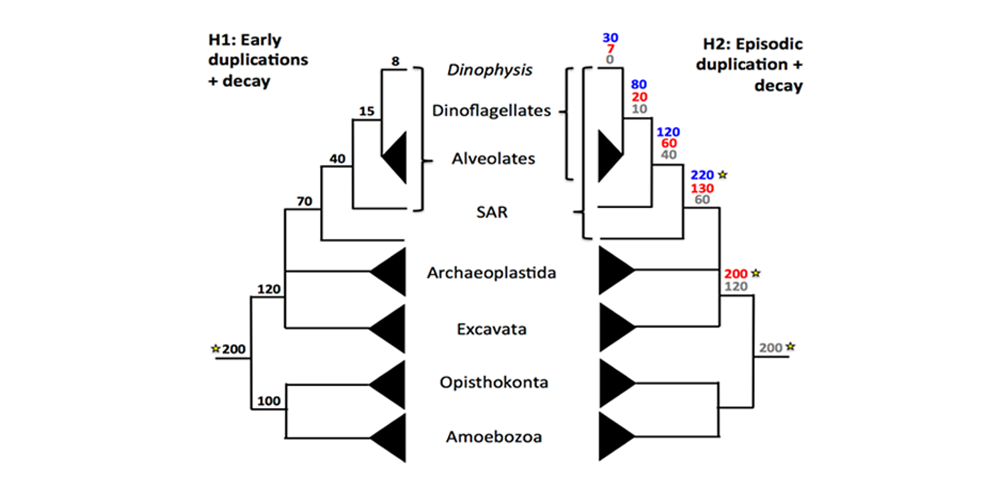 H1: Early
duplications
+ decay
H2: Episodic
duplication +
decay
8
15
40
70
120
200
100
Dinophysis
Dinoflagellates
Alveolates
SAR
Archaeoplastida
Excavata
Opisthokonta
Amoebozoa
30
7
0
80
20
10
120
60
40
220
130
60
200
120
200